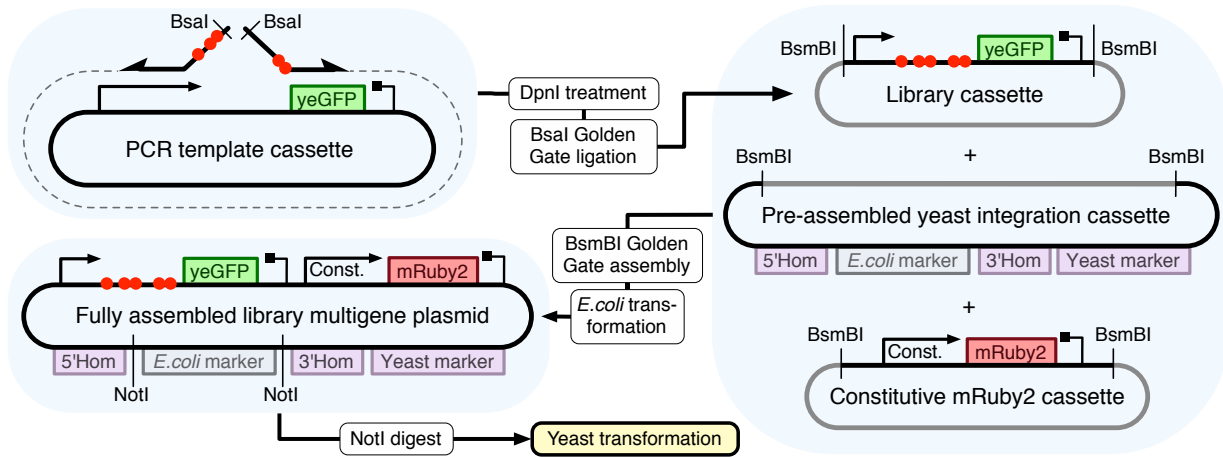 BsaI
BsaI
yeGFP
PCR template cassette
DpnI treatment
BsaI Golden
Gate ligation
BsmBI
BsmBI
yeGFP
Library cassette
+
BsmBI
BsmBI
Pre-assembled yeast integration cassette
5'Hom
E.coli marker
3'Hom
Yeast marker
+
BsmBI
BsmBI
Const.
mRuby2
Constitutive mRuby2 cassette
BsmBI Golden
Gate assembly
E.coli trans-
formation
yeGFP
Const.
mRuby2
Fully assembled library multigene plasmid
5'Hom
E.coli marker
3'Hom
Yeast marker
NotI
NotI
NotI digest
Yeast transformation